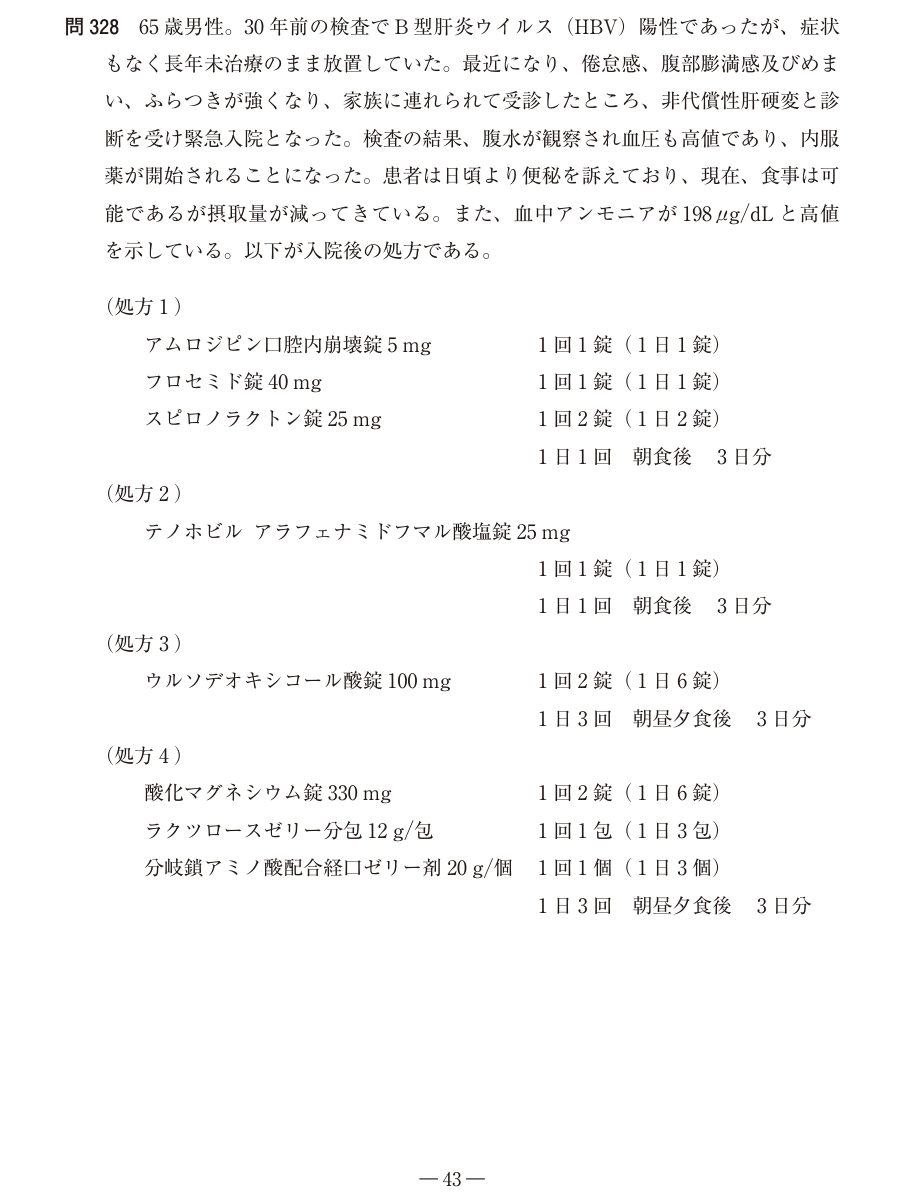 問 328 65 歳男性。30 年前の検査で B 型肝炎ウイルス（HBV）陽性であったが、症状
もなく長年未治療のまま放置していた。最近になり、倦怠感、腹部膨満感及びめま
い、ふらつきが強くなり、家族に連れられて受診したところ、非代償性肝硬変と診
断を受け緊急入院となった。検査の結果、腹水が観察され血圧も高値であり、内服
薬が開始されることになった。患者は日頃より便秘を訴えており、現在、食事は可
能であるが摂取量が減ってきている。また、血中アンモニアが 198 μg/dL と高値
を示している。以下が入院後の処方である。
（処方 1 ）
アムロジピン口腔内崩壊錠 5 mg 1 回 1 錠（ 1 日 1 錠）
フロセミド錠 40 mg 1 回 1 錠（ 1 日 1 錠）
スピロノラクトン錠 25 mg 1 回 2 錠（ 1 日 2 錠）
1 日 1 回 朝食後 3 日分
（処方 2 ）
テノホビル アラフェナミドフマル酸塩錠 25 mg
1 回 1 錠（ 1 日 1 錠）
1 日 1 回 朝食後 3 日分
（処方 3 ）
ウルソデオキシコール酸錠 100 mg 1 回 2 錠（ 1 日 6 錠）
1 日 3 回 朝昼夕食後 3 日分
（処方 4 ）
酸化マグネシウム錠 330 mg 1 回 2 錠（ 1 日 6 錠）
ラクツロースゼリー分包 12 g/包 1 回 1 包（ 1 日 3 包）
分岐鎖アミノ酸配合経口ゼリー剤 20 g/個 1 回 1 個（ 1 日 3 個）
1 日 3 回 朝昼夕食後 3 日分
— 43 —